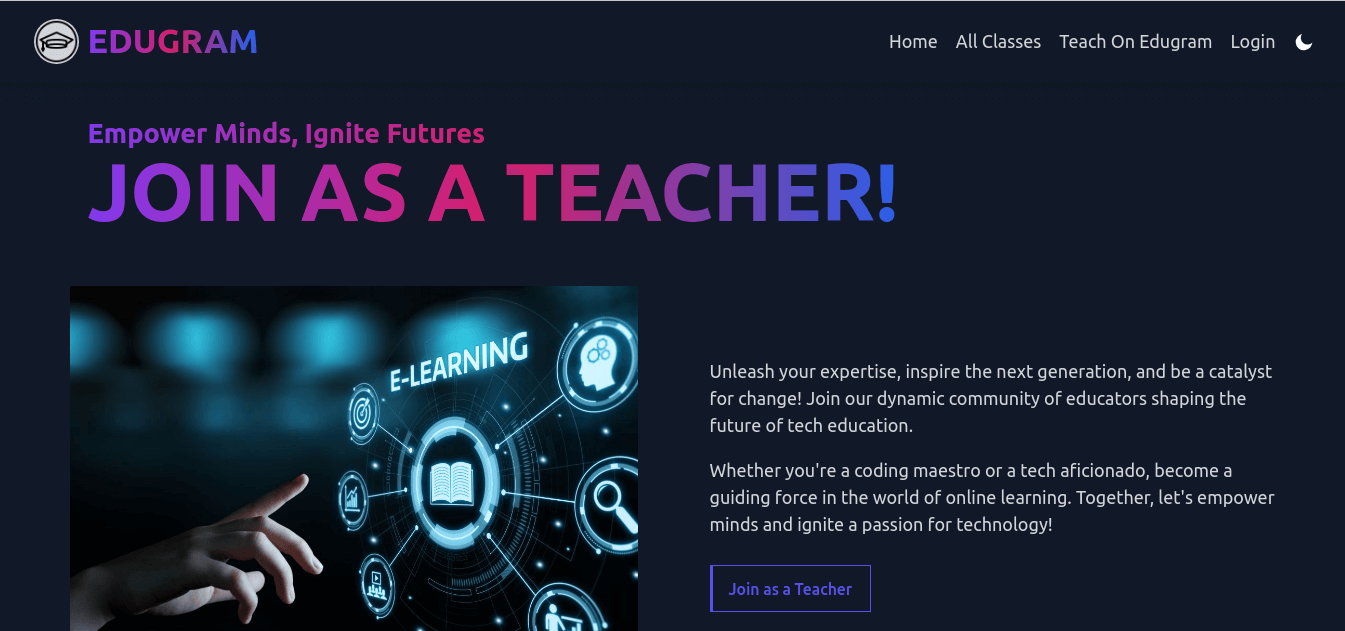 EDUGRAM
Home
All Classes
Teach On Edugram
Login
Empower Minds, Ignite Futures
JOIN AS A TEACHER!
E-LEARNING
Unleash your expertise, inspire the next generation, and be a catalyst
for change! Join our dynamic community of educators shaping the
future of tech education.
Whether you're a coding maestro or a tech aficionado, become a
guiding force in the world of online learning. Together, let's empower
minds and ignite a passion for technology!
Join as a Teacher